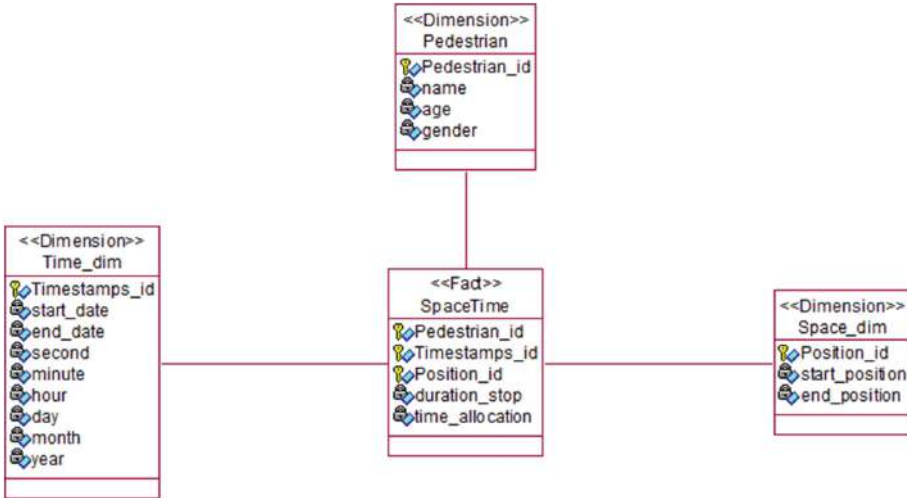 <<Dimension>>
Pedestrian
Pedestrian_id
name
age
gender
<<Dimension>>
Time_dim
Timestamps_id
start_date
end_date
second
minute
hour
day
month
year
<<Fact>>
SpaceTime
Pedestrian_id
Timestamps_id
Position_id
duration_stop
time_allocation
<<Dimension>>
Space_dim
Position_id
start_position
end_position